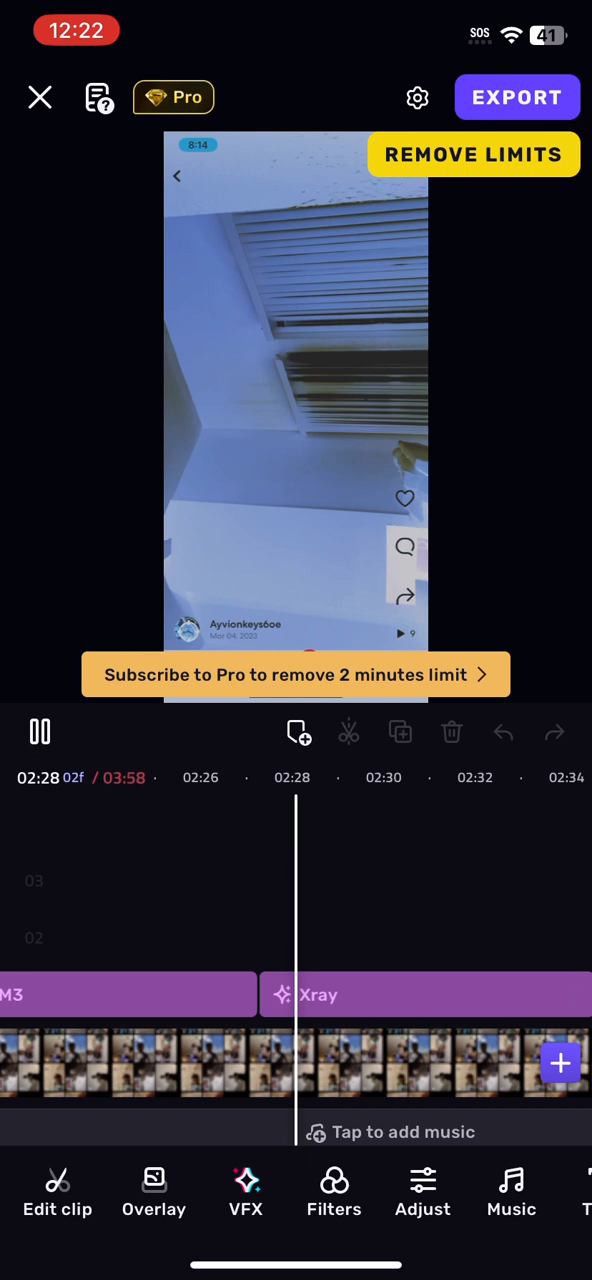 12:22
SOS
41
Pro
EXPORT
REMOVE LIMITS
8:14
Ayvionkeys6oe
Mar 04, 2023
9
Subscribe to Pro to remove 2 minutes limit
02:28 02f / 03:58 · 02:26 · 02:28 · 02:30 · 02:32 · 02:34
03
02
M3
Xray
Tap to add music
Edit clip
Overlay
VFX
Filters
Adjust
Music
T